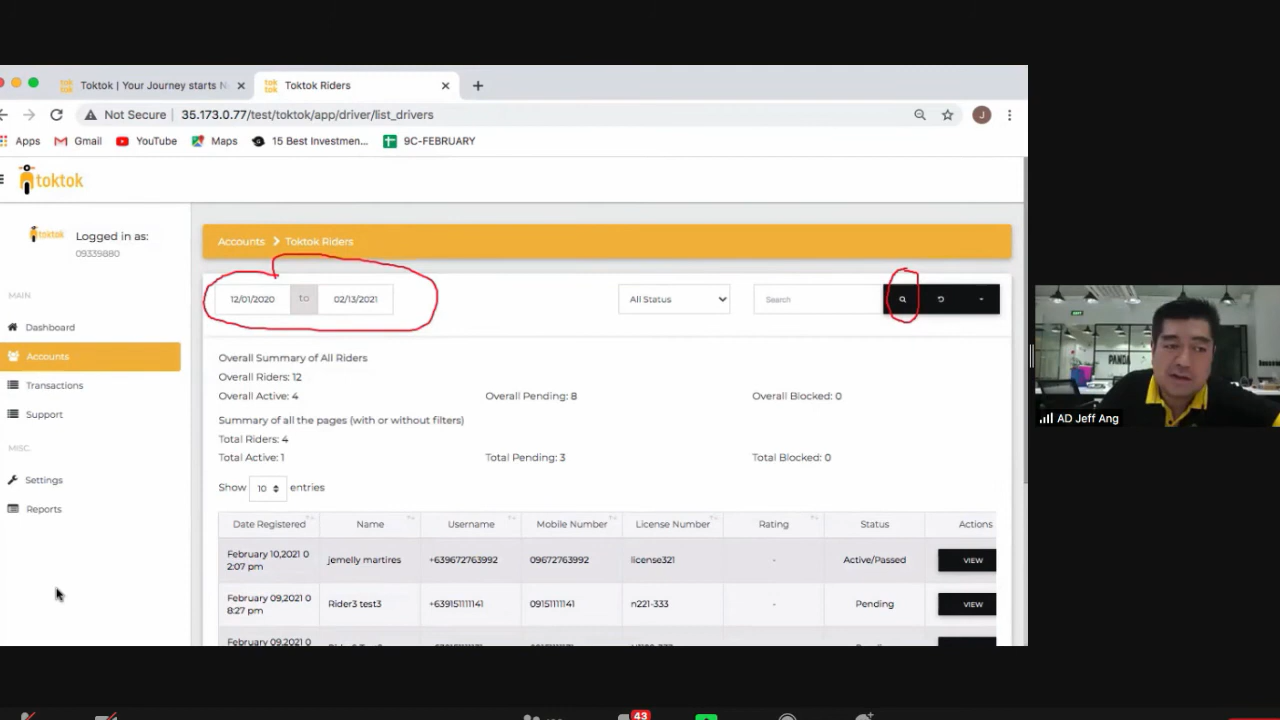 Toktok | Your Journey starts N
Toktok Riders
Not Secure | 35.173.0.77/test/toktok/app/driver/list_drivers
J
Apps Gmail YouTube Maps 15 Best Investmen... 9C-FEBRUARY
toktok
toktok
Logged in as:
09339880
MAIN
Dashboard
Accounts
Transactions
Support
MISC.
Settings
Reports
Accounts > Toktok Riders
12/01/2020 to 02/13/2021 All Status Search
Overall Summary of All Riders
Overall Riders: 12
Overall Active: 4 Overall Pending: 8 Overall Blocked: 0
Summary of all the pages (with or without filters)
Total Riders: 4
Total Active: 1 Total Pending: 3 Total Blocked: 0
Show 10 entries
Date Registered Name Username Mobile Number License Number Rating Status Actions
February 10,2021 0
2:07 pm
jemelly martires +639672763992 09672763992 license321 - Active/Passed VIEW
February 09,2021 0
8:27 pm
Rider3 test3 +639151111141 09151111141 n221-333 - Pending VIEW
February 09,2021 0
PANDA
AD Jeff Ang
43